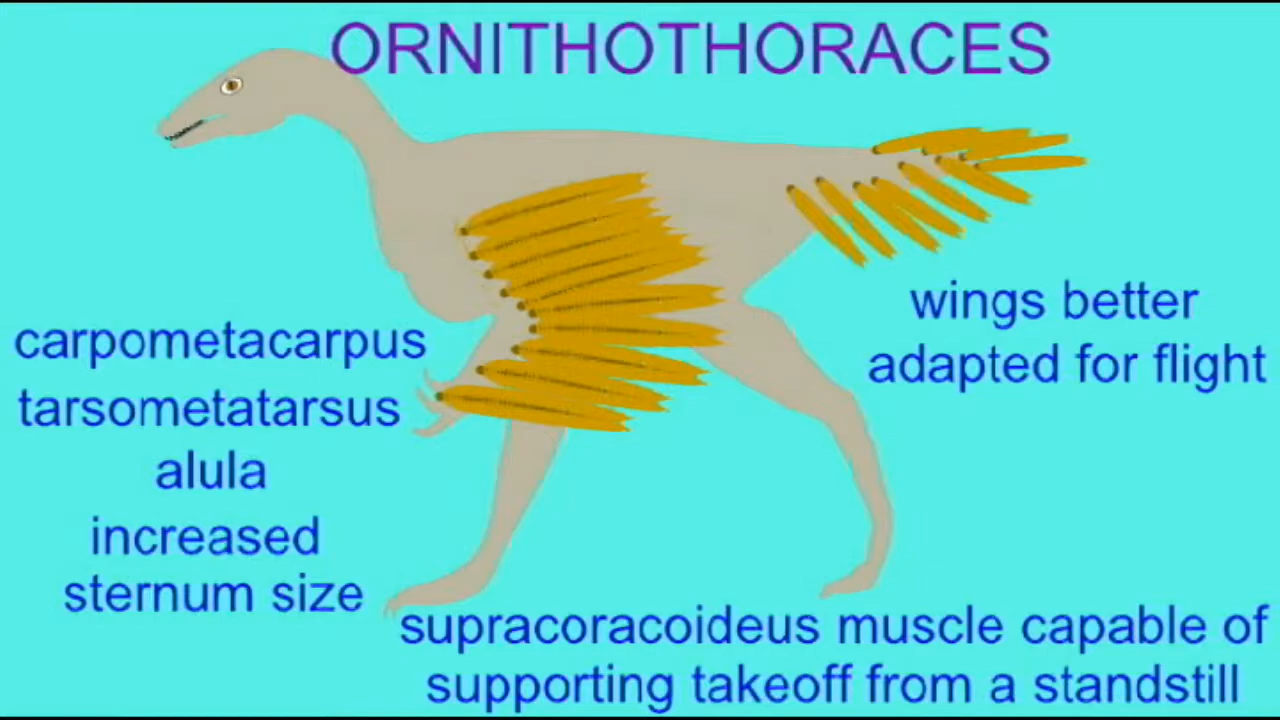 ORNITHOTHORACES
carpometacarpus
tarsometatarsus
alula
increased
sternum size
wings better
adapted for flight
supracoracoideus muscle capable of
supporting takeoff from a standstill